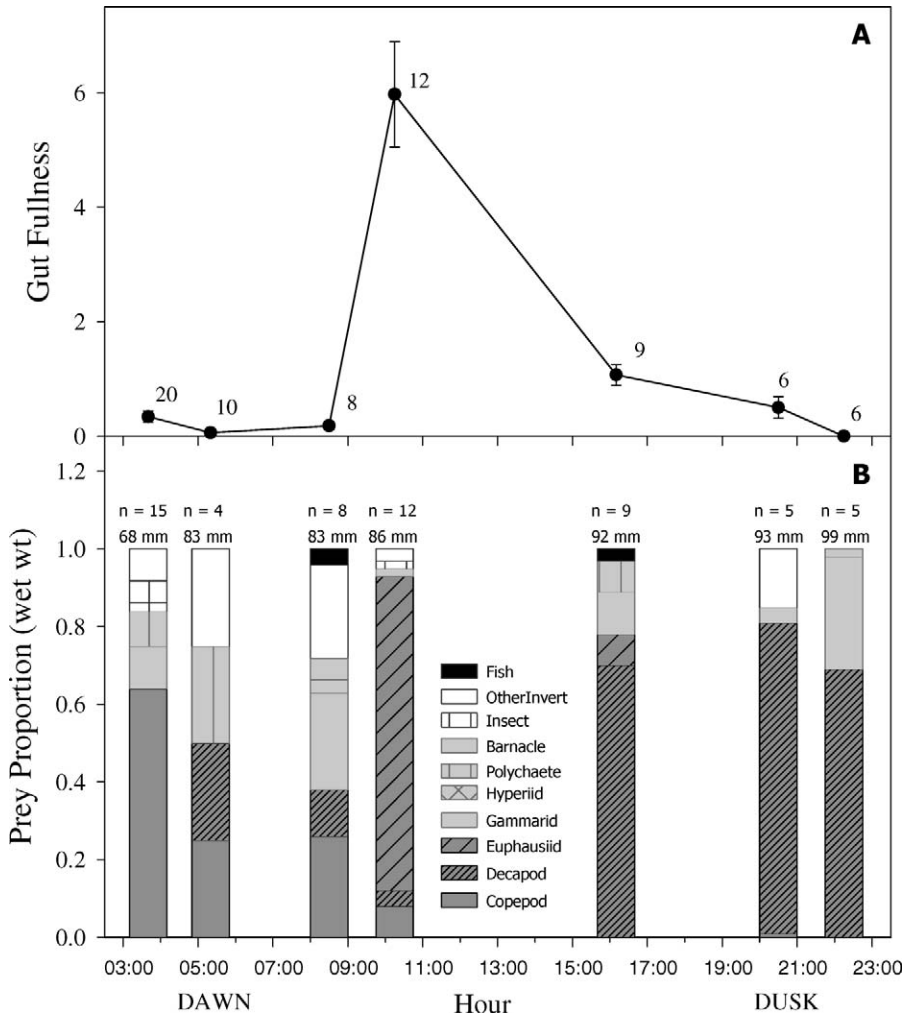 A
6
4
2
0
Gut Fullness
20
10
8
12
9
6
6
B
1.2
1.0
0.8
0.6
0.4
0.2
0.0
Prey Proportion (wet wt)
n = 15 n = 4 n = 8 n = 12 n = 9 n = 5 n = 5
68 mm 83 mm 83 mm 86 mm 92 mm 93 mm 99 mm
Fish
OtherInvert
Insect
Barnacle
Polychaete
Hyperiid
Gammarid
Euphausiid
Decapod
Copepod
03:00 05:00 07:00 09:00 11:00 13:00 15:00 16:00 19:00 21:00 23:00
DAWN Hour DUSK